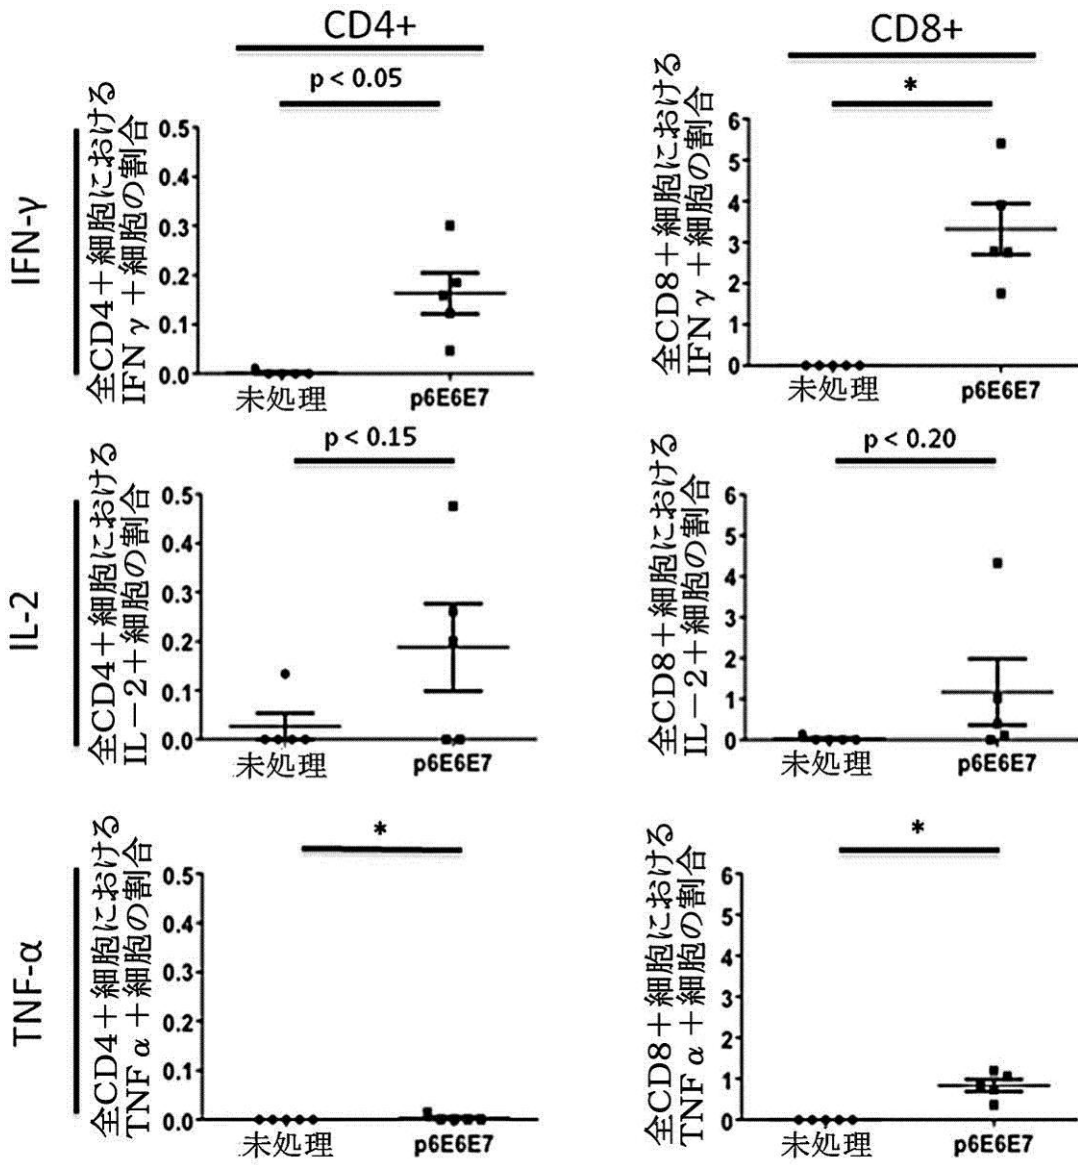 CD4+
CD8+
IFN-γ
p < 0.05
全CD4＋細胞における
IFN γ＋細胞の割合
0.5
0.4
0.3
0.2
0.1
0.0
未処理
p6E6E7
*
全CD8＋細胞における
IFN γ＋細胞の割合
6
5
4
3
2
1
0
未処理
p6E6E7
IL-2
p < 0.15
全CD4＋細胞における
IL－2＋細胞の割合
0.5
0.4
0.3
0.2
0.1
0.0
未処理
p6E6E7
p < 0.20
全CD8＋細胞における
IL－2＋細胞の割合
6
5
4
3
2
1
0
未処理
p6E6E7
TNF-α
*
全CD4＋細胞における
TNF α＋細胞の割合
0.5
0.4
0.3
0.2
0.1
0.0
未処理
p6E6E7
*
全CD8＋細胞における
TNF α＋細胞の割合
6
5
4
3
2
1
0
未処理
p6E6E7